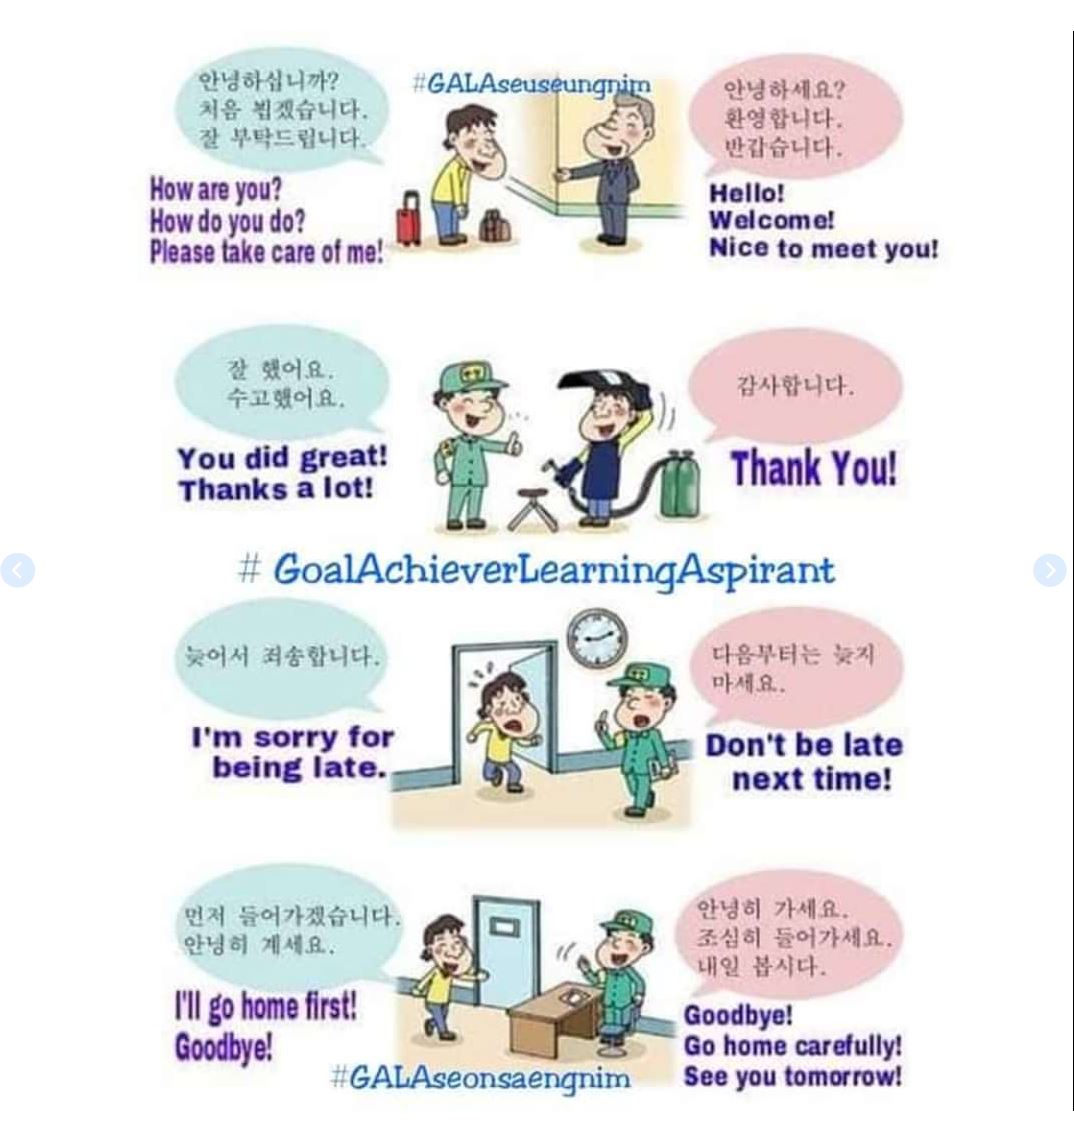 안녕하십니까?
처음 뵙겠습니다.
잘 부탁드립니다.
#GALAseuseungnim
안녕하세요?
환영합니다.
반갑습니다.
How are you?
How do you do?
Please take care of me!
Hello!
Welcome!
Nice to meet you!
잘 했어요.
수고했어요.
감사합니다.
You did great!
Thanks a lot!
Thank You!
# GoalAchieverLearningAspirant
늦어서 죄송합니다.
다음부터는 늦지
마세요.
I'm sorry for
being late.
Don't be late
next time!
먼저 들어가겠습니다.
안녕히 계세요.
안녕히 가세요.
조심히 들어가세요.
내일 봅시다.
I'll go home first!
Goodbye!
Goodbye!
Go home carefully!
See you tomorrow!
#GALAseonsaengnim